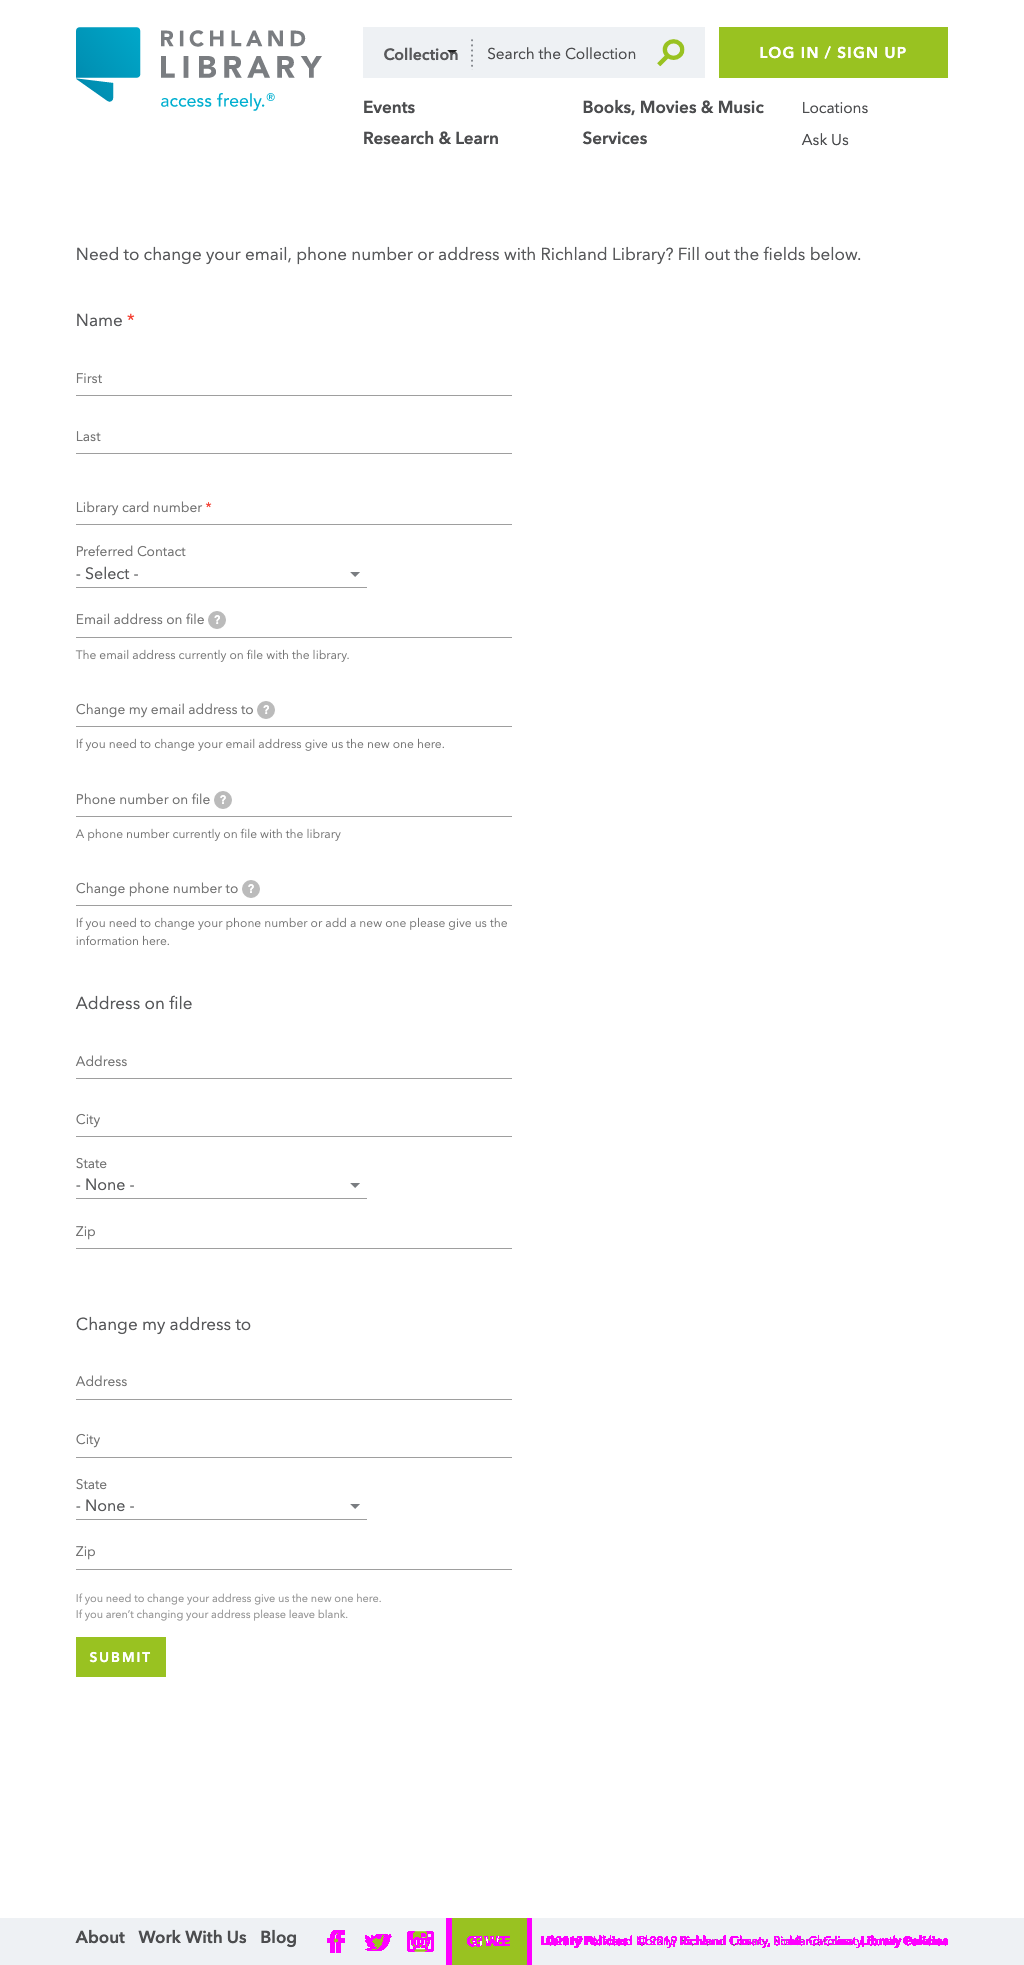 RICHLAND
LIBRARY
access freely.®
Collection
Search the Collection
LOG IN / SIGN UP
Events
Books, Movies & Music
Locations
Research & Learn
Services
Ask Us
Need to change your email, phone number or address with Richland Library? Fill out the fields below.
Name *
First
Last
Library card number *
Preferred Contact
- Select -
Email address on file ?
The email address currently on file with the library.
Change my email address to ?
If you need to change your email address give us the new one here.
Phone number on file ?
A phone number currently on file with the library
Change phone number to ?
If you need to change your phone number or add a new one please give us the
information here.
Address on file
Address
City
State
- None -
Zip
Change my address to
Address
City
State
- None -
Zip
If you need to change your address give us the new one here.
If you aren't changing your address please leave blank.
SUBMIT
About Work With Us Blog